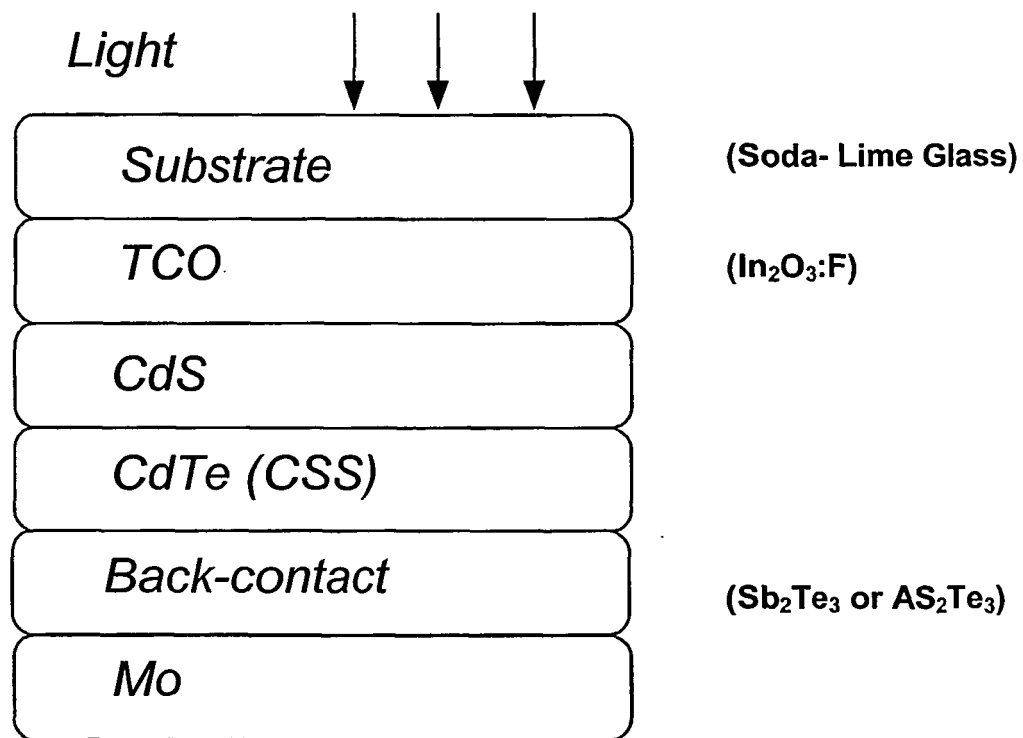 Light
Substrate
(Soda- Lime Glass)
TCO
(In₂O₃:F)
CdS
CdTe (CSS)
Back-contact
(Sb₂Te₃ or AS₂Te₃)
Mo